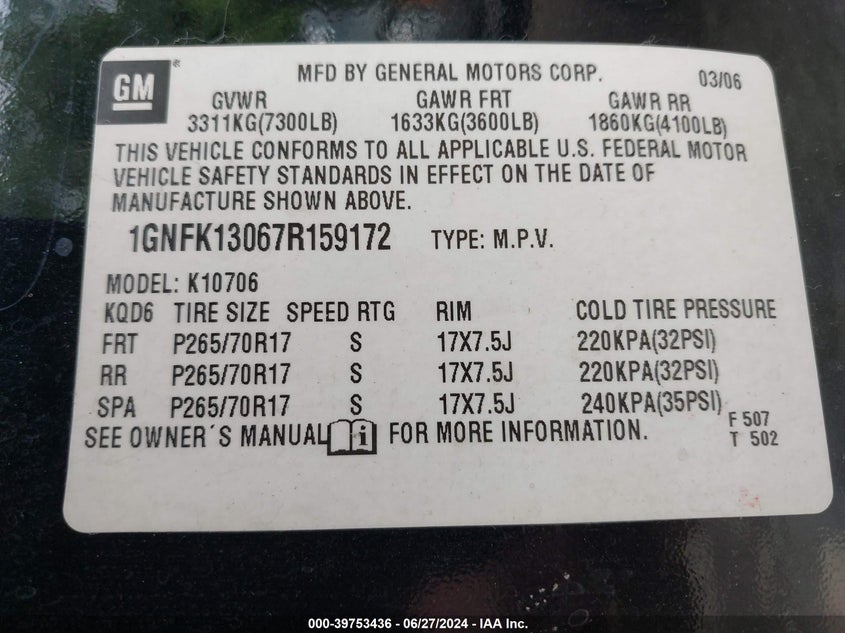 GM
MFD BY GENERAL MOTORS CORP. 03/06
GVWR GAWR FRT GAWR RR
3311KG(7300LB) 1633KG(3600LB) 1860KG(4100LB)
THIS VEHICLE CONFORMS TO ALL APPLICABLE U.S. FEDERAL MOTOR
VEHICLE SAFETY STANDARDS IN EFFECT ON THE DATE OF
MANUFACTURE SHOWN ABOVE.
1GNFK13067R159172 TYPE: M.P.V.
MODEL: K10706
KQD6 TIRE SIZE SPEED RTG RIM COLD TIRE PRESSURE
FRT P265/70R17 S 17X7.5J 220KPA(32PSI)
RR P265/70R17 S 17X7.5J 220KPA(32PSI)
SPA P265/70R17 S 17X7.5J 240KPA(35PSI)
SEE OWNER´S MANUAL i FOR MORE INFORMATION.
F 507
T 502
000-39753436 - 06/27/2024 - IAA Inc.